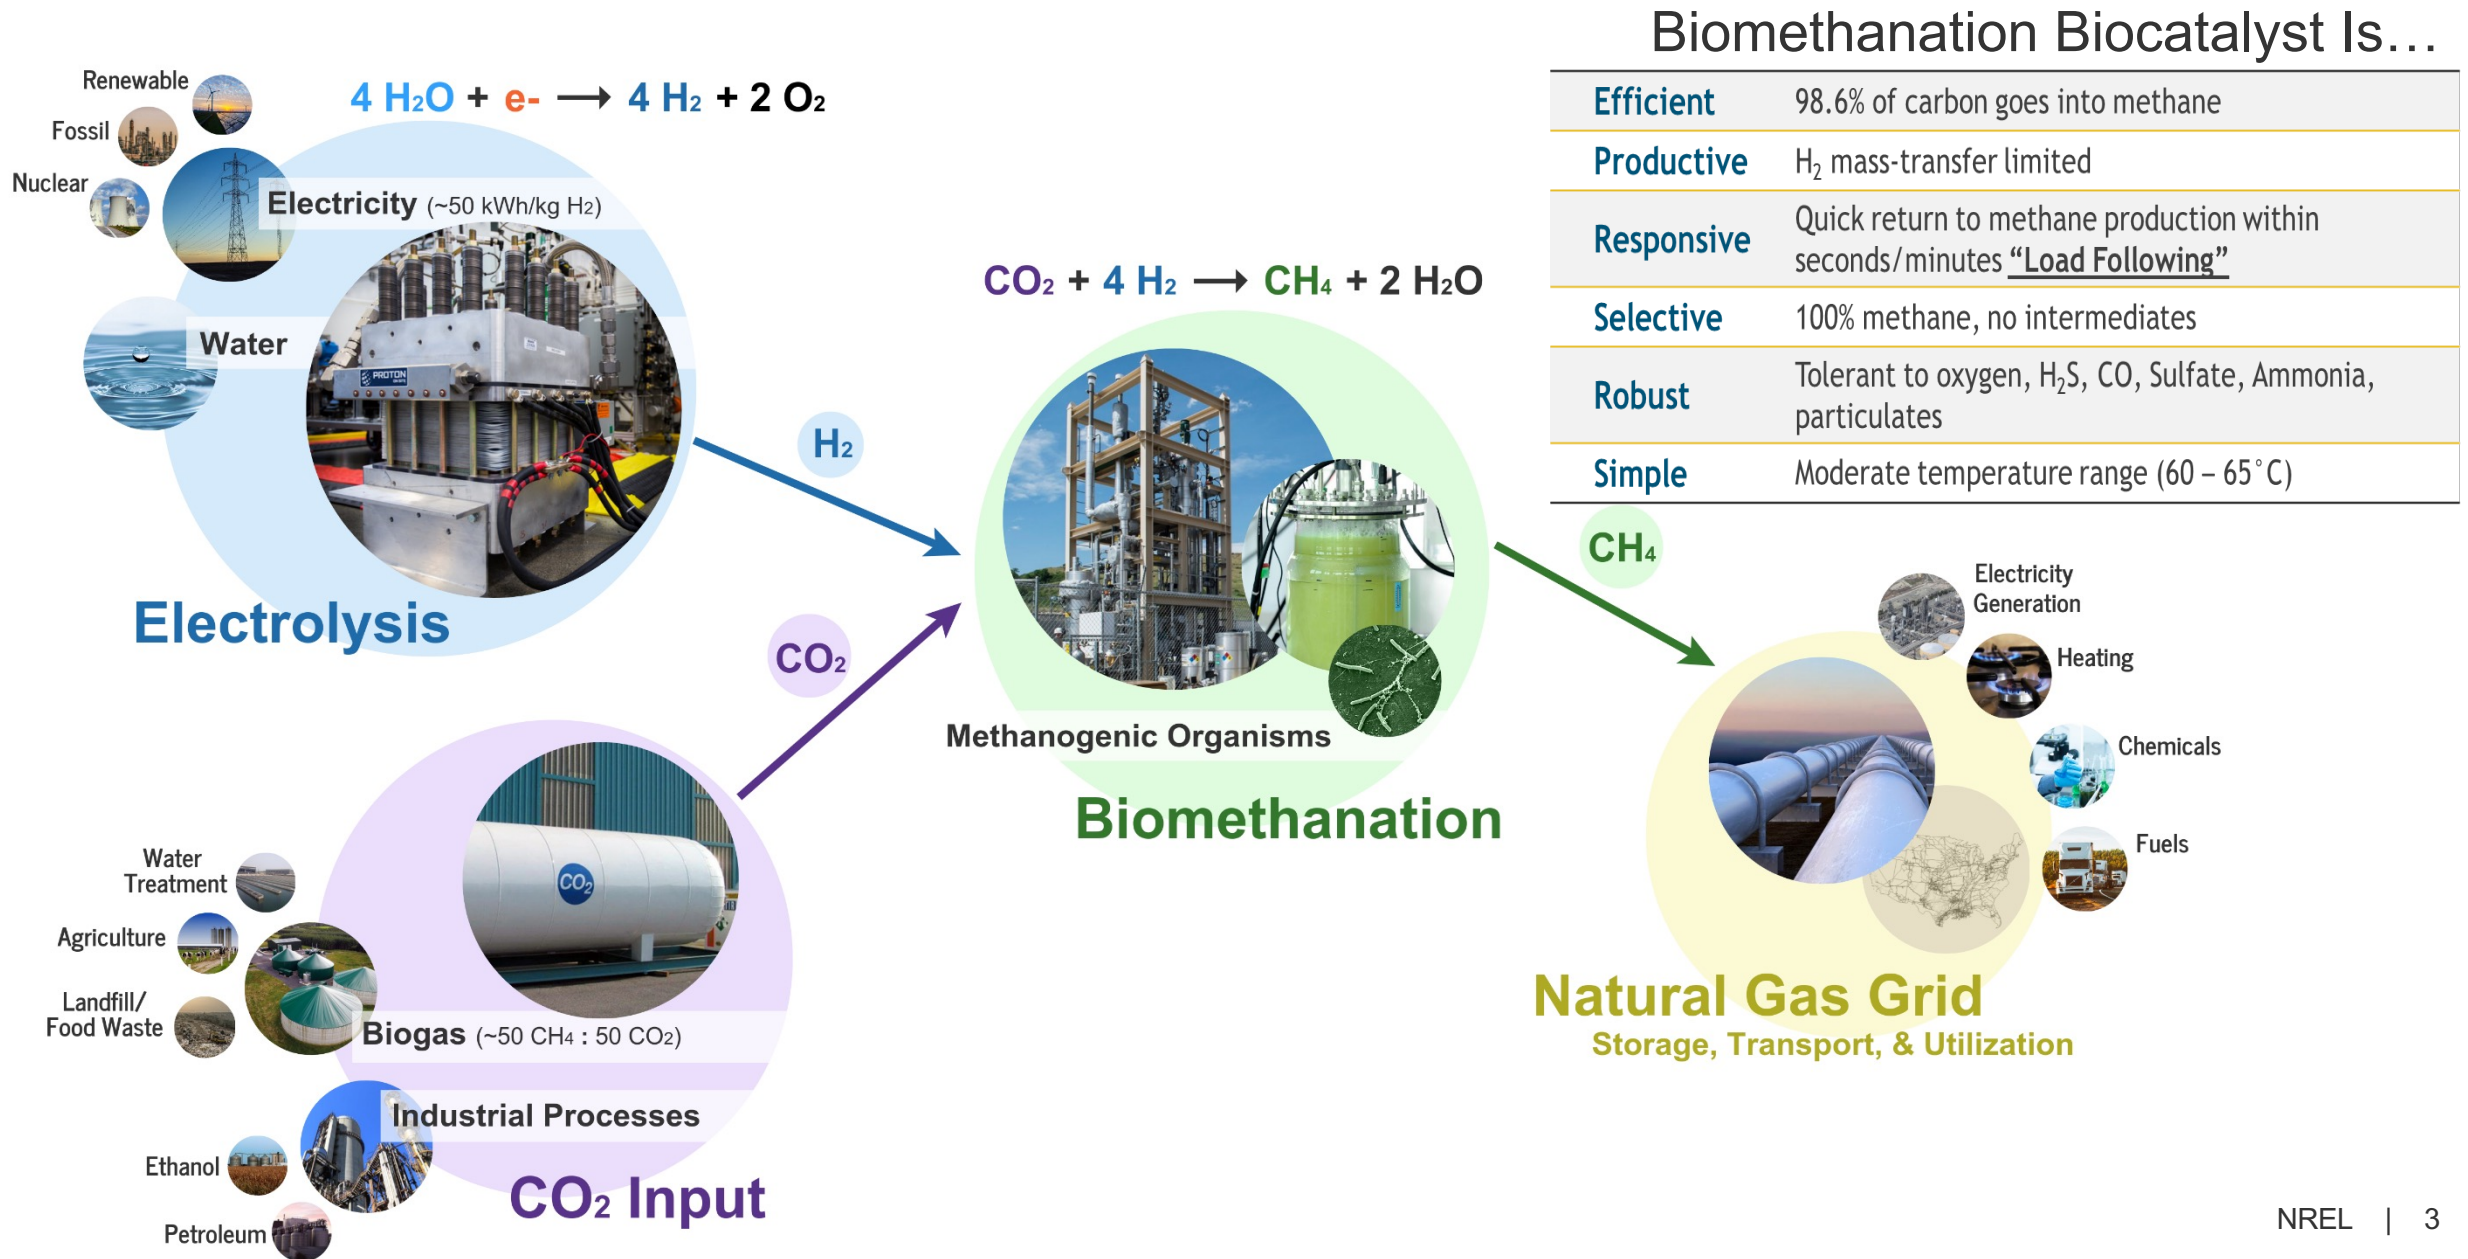 Biomethanation Biocatalyst Is…
Efficient 98.6% of carbon goes into methane
Productive H₂ mass-transfer limited
Responsive Quick return to methane production within
seconds/minutes “Load Following”
Selective 100% methane, no intermediates
Robust Tolerant to oxygen, H₂S, CO, Sulfate, Ammonia,
particulates
Simple Moderate temperature range (60 – 65°C)
Renewable
Fossil
Nuclear
4 H₂O + e- → 4 H₂ + 2 O₂
Electricity (~50 kWh/kg H₂)
Water
PROTON
Electrolysis
H₂
CO₂
CO₂ + 4 H₂ → CH₄ + 2 H₂O
Methanogenic Organisms
Biomethanation
CH₄
Water
Treatment
Agriculture
Landfill/
Food Waste
CO₂
Biogas (~50 CH₄ : 50 CO₂)
Industrial Processes
Ethanol
Petroleum
CO₂ Input
Electricity
Generation
Heating
Chemicals
Fuels
Natural Gas Grid
Storage, Transport, & Utilization
NREL | 3